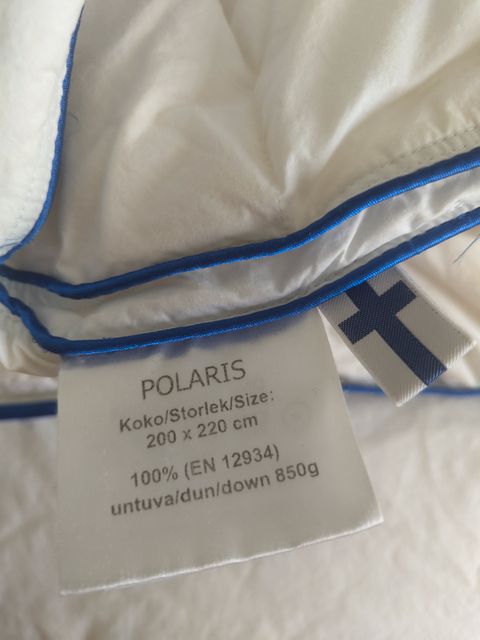 POLARIS
Koko/Storlek/Size:
200 x 220 cm
100% (EN 12934)
untuva/dun/down 850g